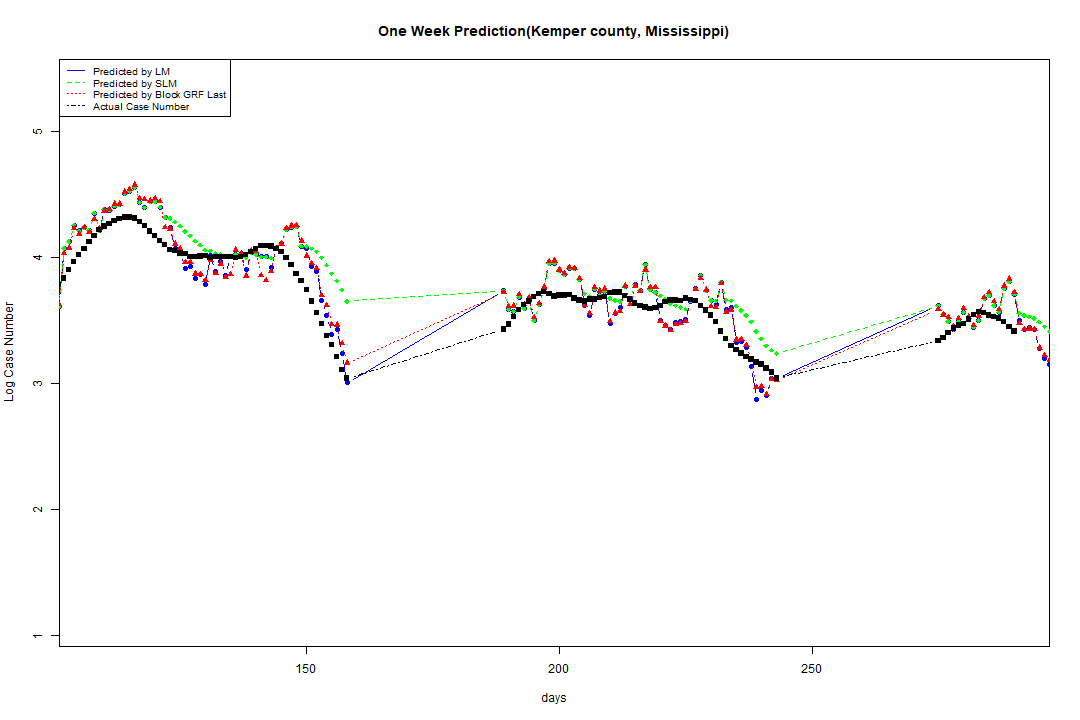 One Week Prediction(Kemper county, Mississippi)
Predicted by LM
Predicted by SLM
Predicted by Block GRF Last
Actual Case Number
5
4
3
2
1
Log Case Number
150
200
250
days